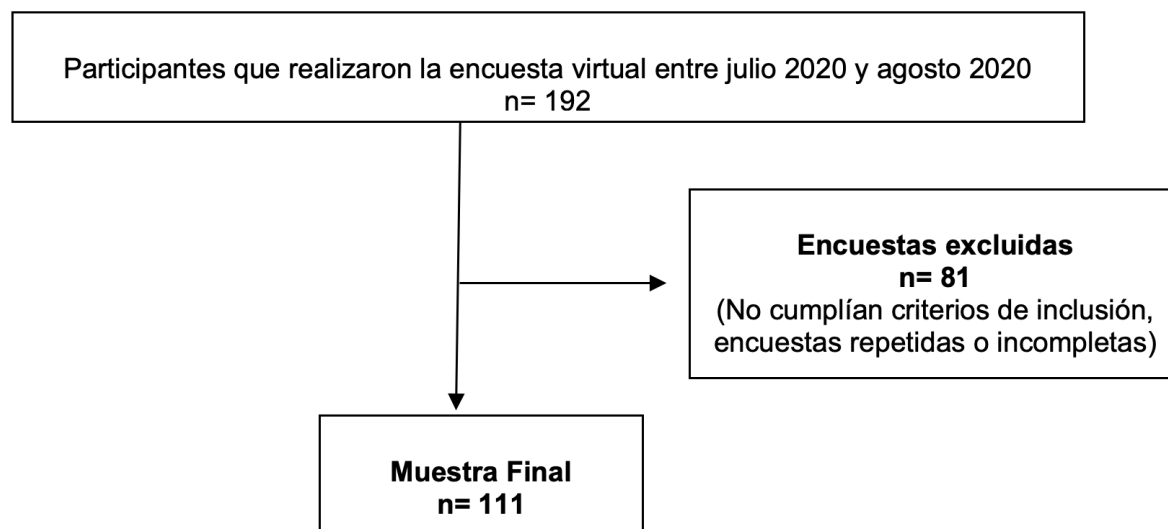 Participantes que realizaron la encuesta virtual entre julio 2020 y agosto 2020
n= 192
Encuestas excluidas
n= 81
(No cumplían criterios de inclusión,
encuestas repetidas o incompletas)
Muestra Final
n= 111